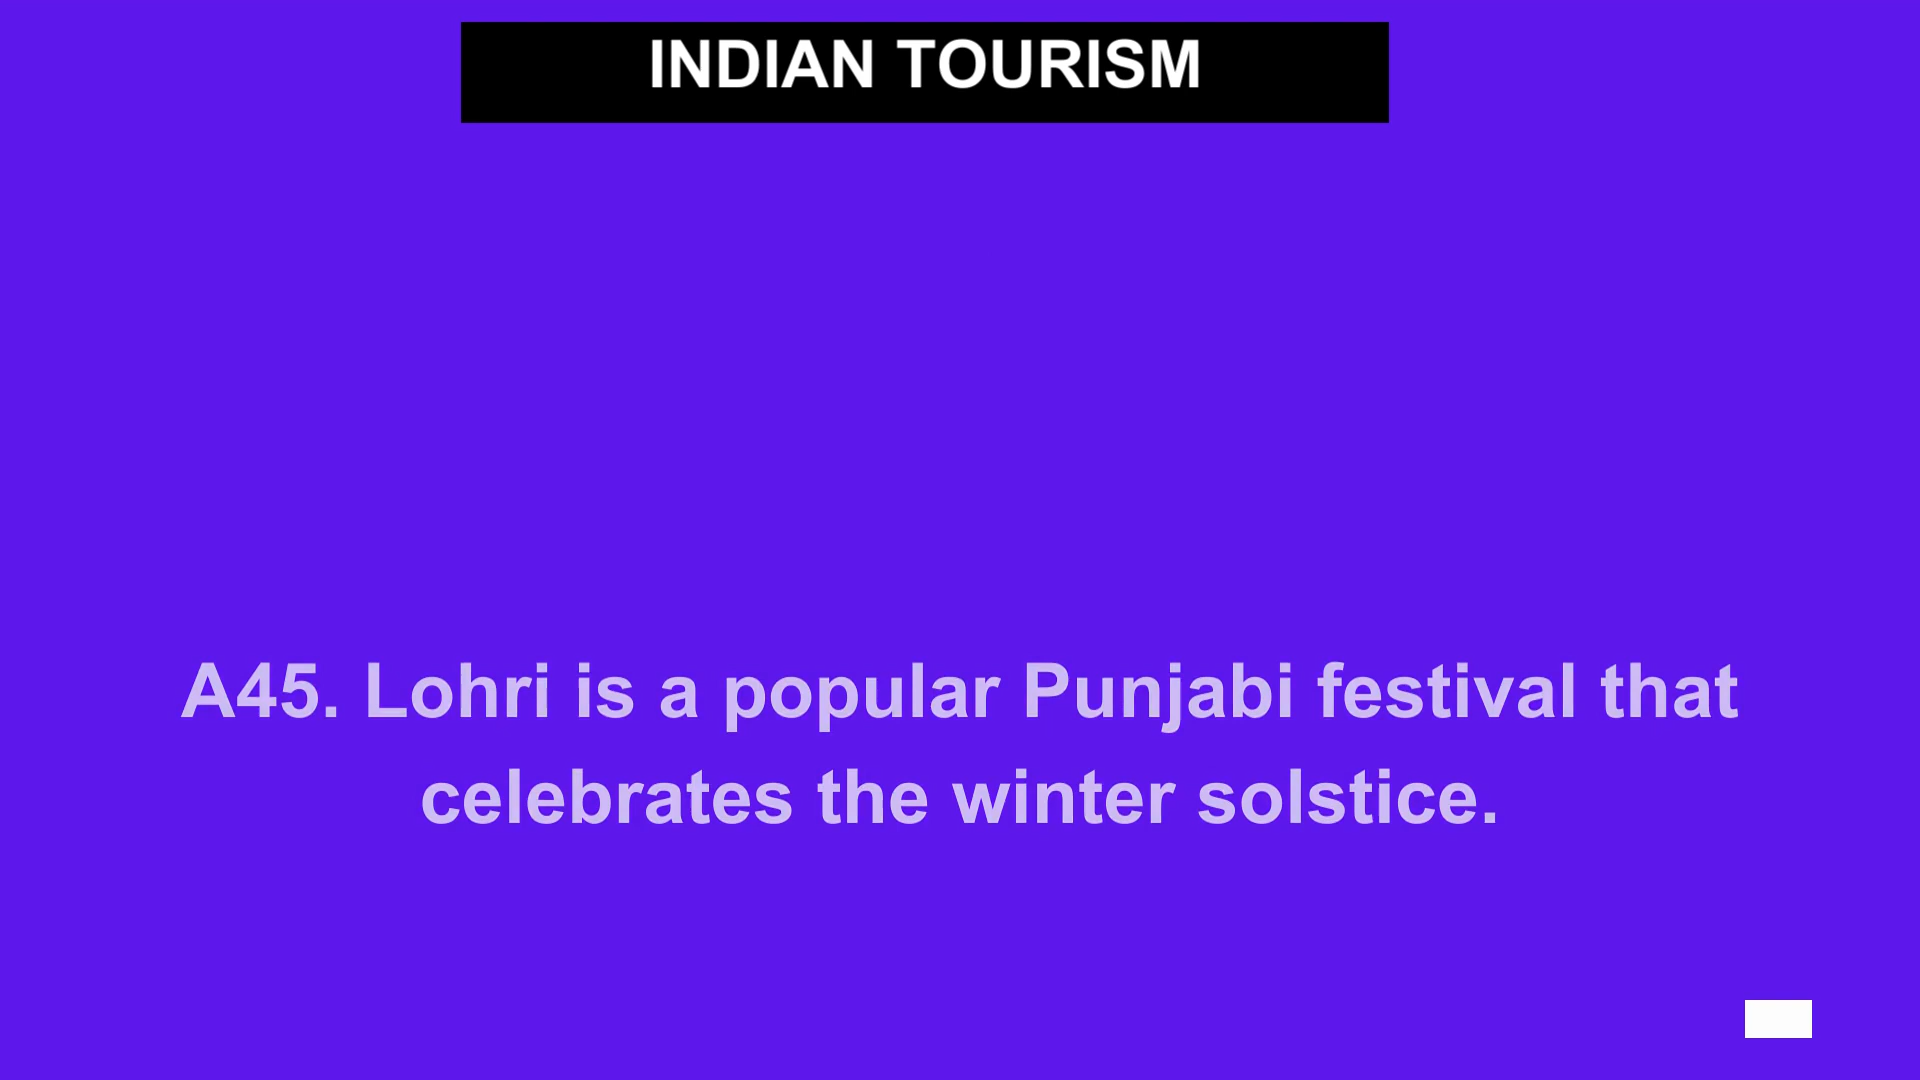 INDIAN TOURISM
A45. Lohri is a popular Punjabi festival that
celebrates the winter solstice.